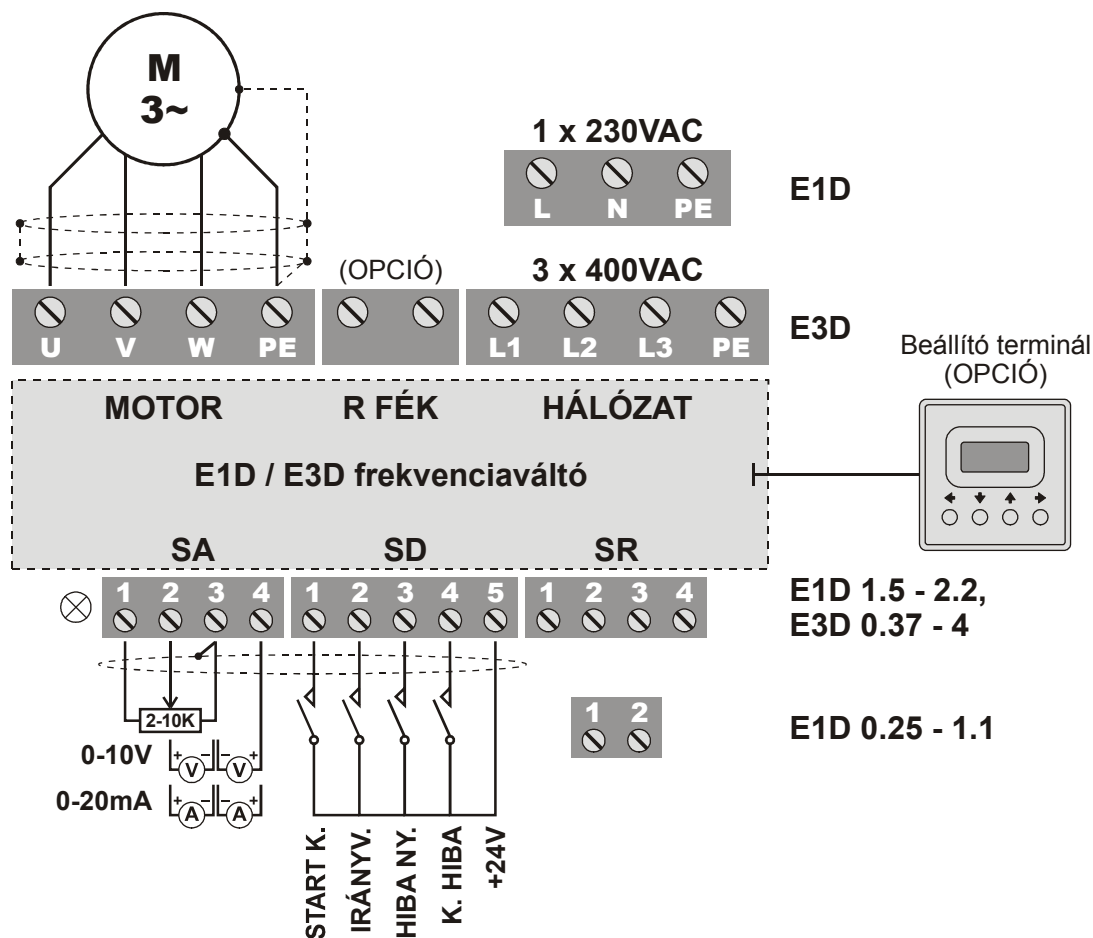 M
3~
1 x 230VAC
L N PE
E1D
(OPCIÓ)
3 x 400VAC
U V W PE
L1 L2 L3 PE
E3D
Beállító terminál
(OPCIÓ)
MOTOR
R FÉK
HÁLÓZAT
E1D / E3D frekvenciaváltó
SA
SD
SR
1 2 3 4
1 2 3 4 5
1 2 3 4
E1D 1.5 - 2.2,
E3D 0.37 - 4
2-10K
0-10V
+ V - - V +
0-20mA
+ A - - A +
1 2
E1D 0.25 - 1.1
START K.
IRÁNYV.
HIBA NY.
K. HIBA
+24V